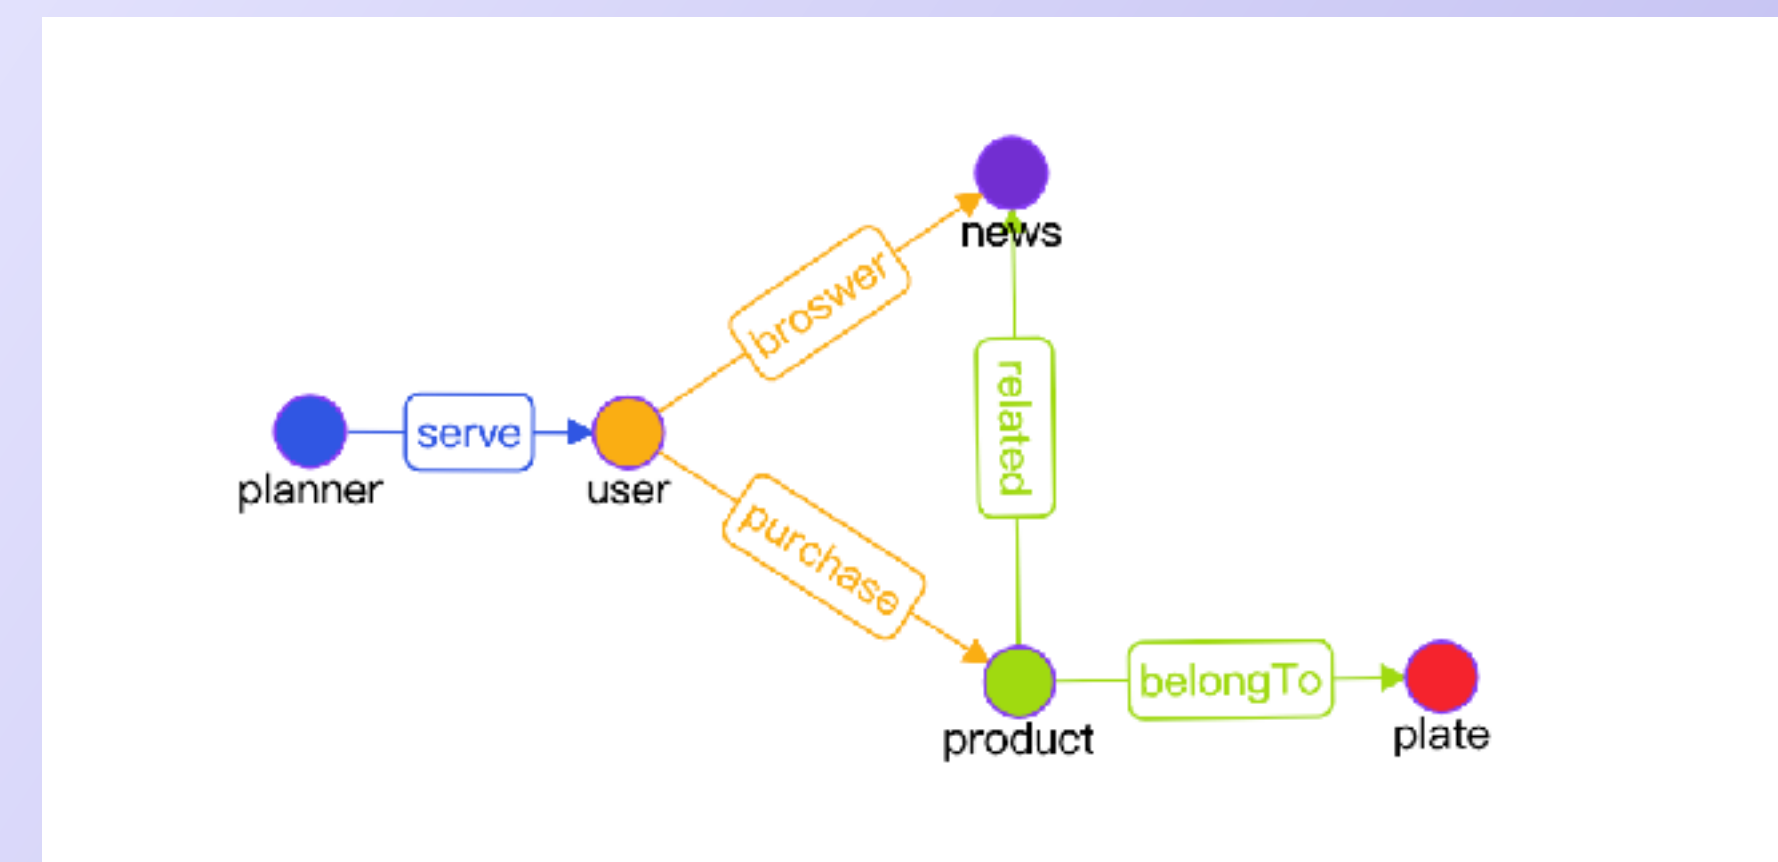 news
broswer
related
serve
planner
user
purchase
belongTo
product
plate